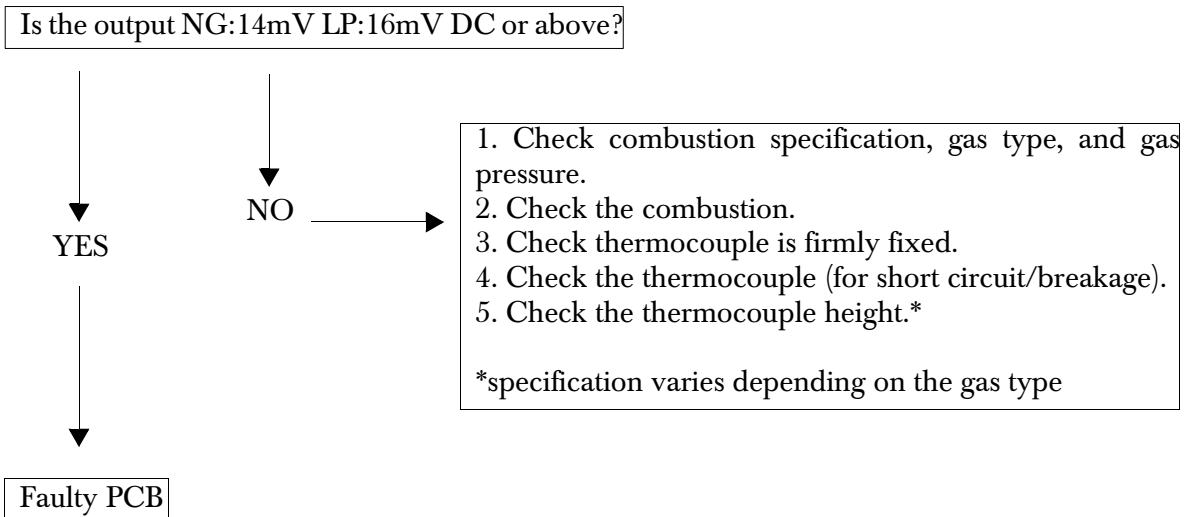 Is the output NG:14mV LP:16mV DC or above?
1. Check combustion specification, gas type, and gas
pressure.
2. Check the combustion.
3. Check thermocouple is firmly fixed.
4. Check the thermocouple (for short circuit/breakage).
5. Check the thermocouple height.*
*specification varies depending on the gas type
NO
YES
Faulty PCB